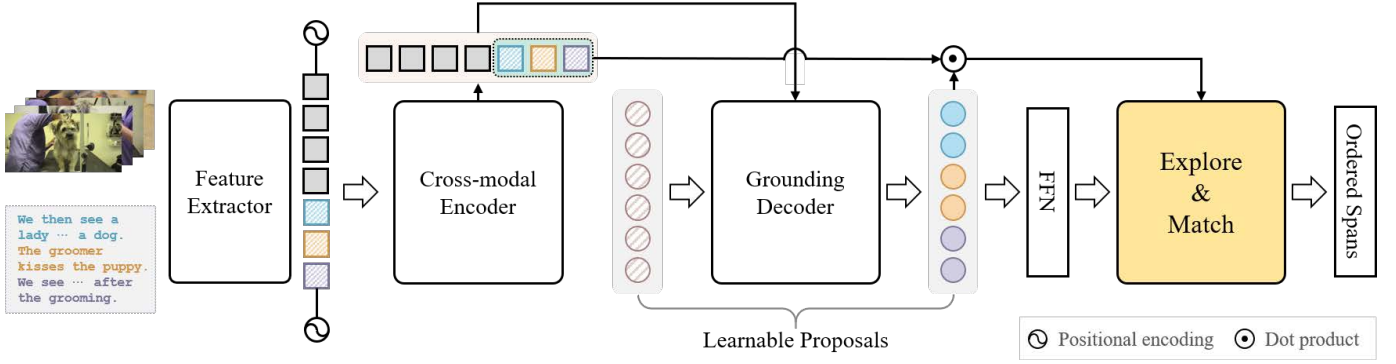 We then see a
lady ··· a dog.
The groomer
kisses the puppy.
We see ··· after
the grooming.
Feature
Extractor
Cross-modal
Encoder
Grounding
Decoder
Learnable Proposals
FFN
Explore
&
Match
Ordered Spans
Positional encoding
Dot product